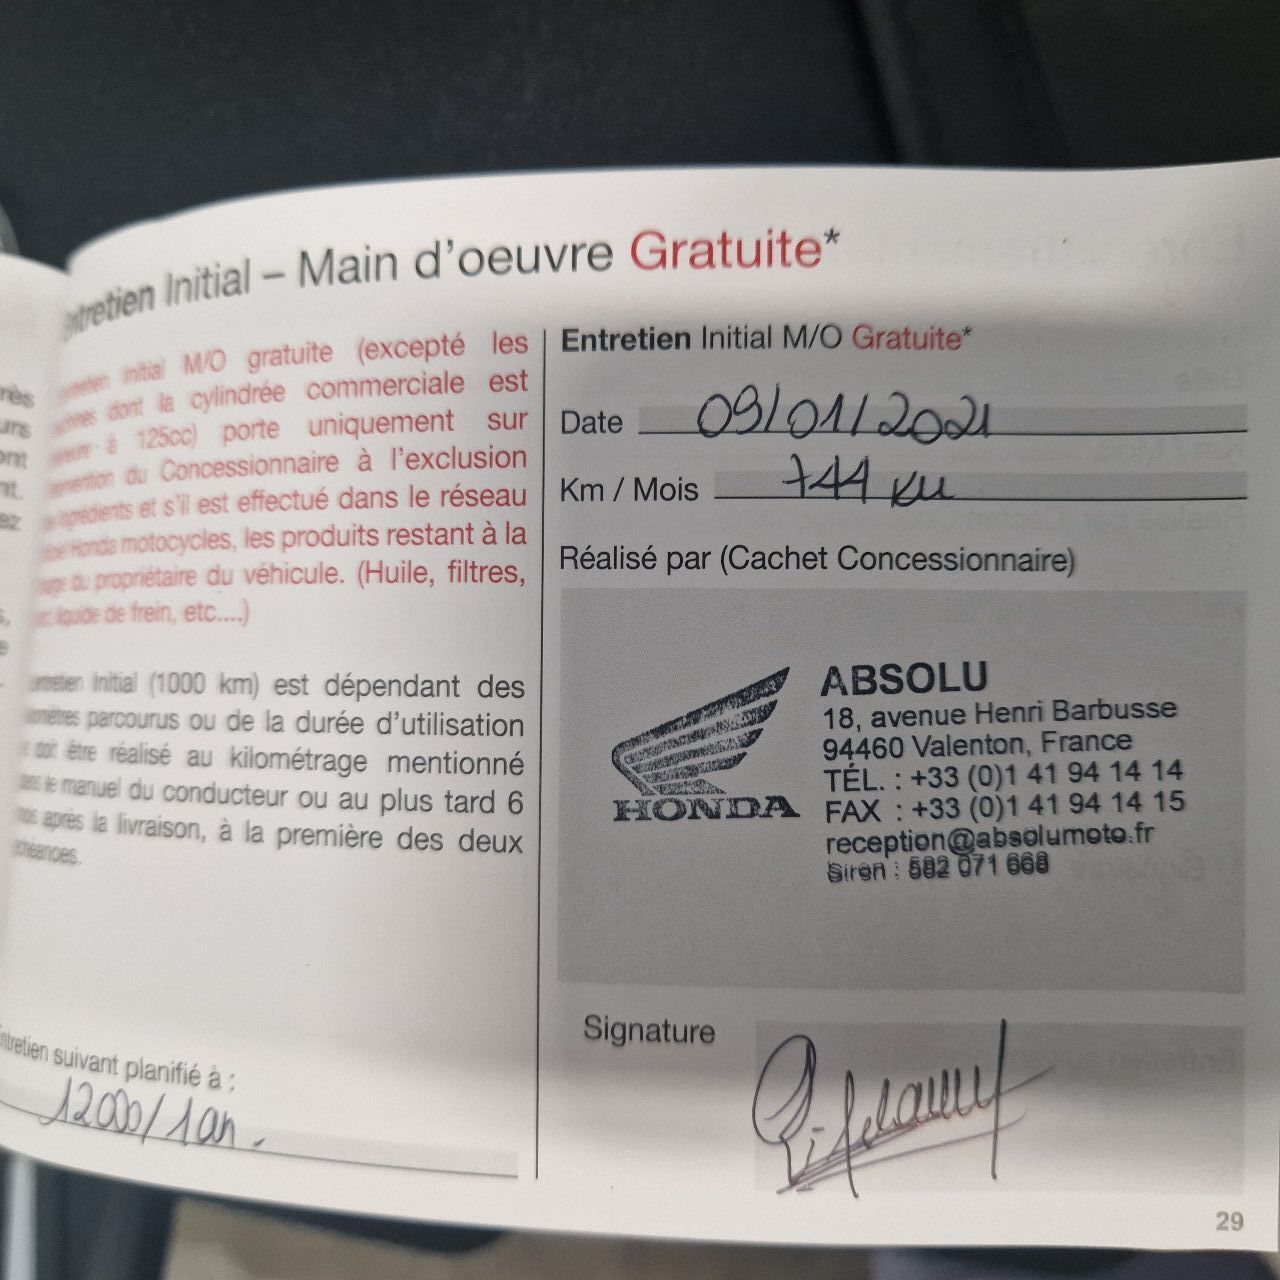 Entretien Initial – Main d'oeuvre Gratuite*
Initial M/O gratuite (excepté les
dont la cylindrée commerciale est
à 125cc) porte uniquement sur
du Concessionnaire à l'exclusion
ingrédients et s'il est effectué dans le réseau
Honda motocycles, les produits restant à la
du propriétaire du véhicule. (Huile, filtres,
liquide de frein, etc....)
Initial (1000 km) est dépendant des
parcourus ou de la durée d'utilisation
doit être réalisé au kilométrage mentionné
le manuel du conducteur ou au plus tard 6
après la livraison, à la première des deux
échéances.
Entretien suivant planifié à :
12000/1an.
Entretien Initial M/O Gratuite*
Date 09/01/2021
Km / Mois 744 KM
Réalisé par (Cachet Concessionnaire)
HONDA
ABSOLU
18, avenue Henri Barbusse
94460 Valenton, France
TÉL. : +33 (0)1 41 94 14 14
FAX : +33 (0)1 41 94 14 15
reception@absolumoto.fr
Siren : 582 071 668
Signature
29